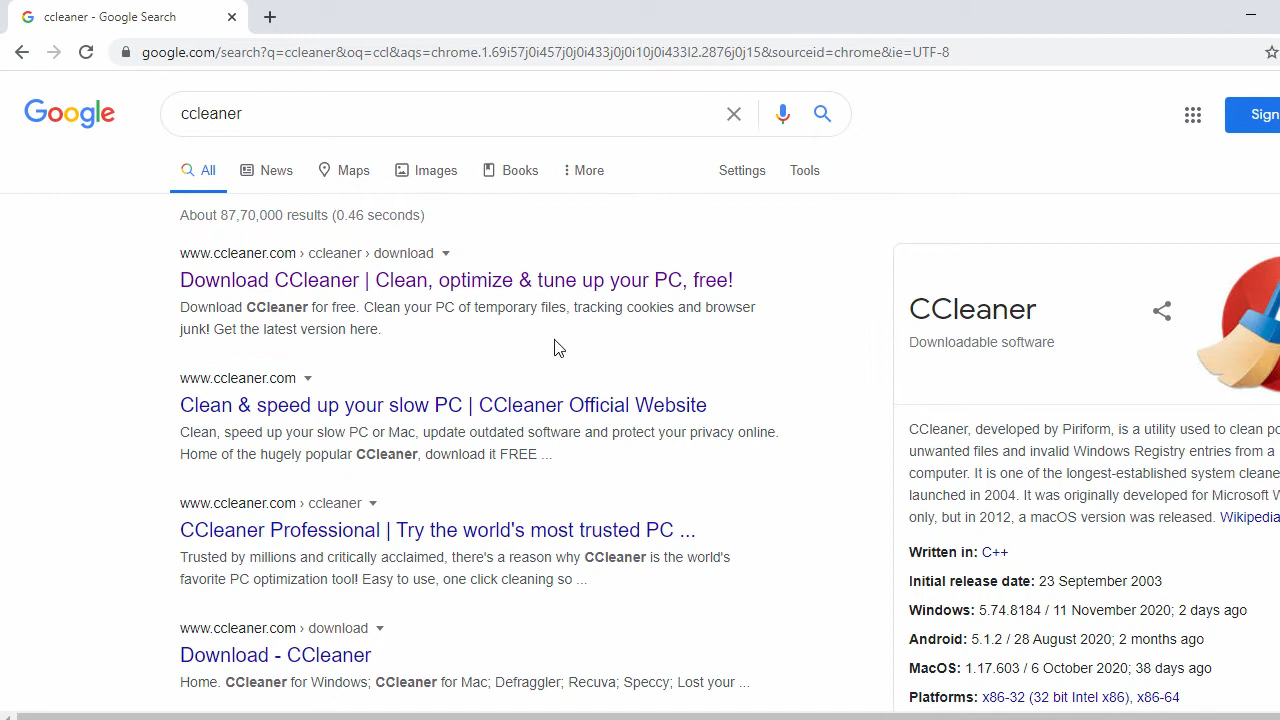 ccleaner - Google Search
google.com/search?q=ccleaner&oq=ccl&aqs=chrome.1.69i57j0i457j0j0i433j0j0i10j0i433l2.2876j0j15&sourceid=chrome&ie=UTF-8
Google
ccleaner
Sign
All
News
Maps
Images
Books
More
Settings
Tools
About 87,70,000 results (0.46 seconds)
www.ccleaner.com › ccleaner › download
Download CCleaner | Clean, optimize & tune up your PC, free!
Download CCleaner for free. Clean your PC of temporary files, tracking cookies and browser
junk! Get the latest version here.
www.ccleaner.com
Clean & speed up your slow PC | CCleaner Official Website
Clean, speed up your slow PC or Mac, update outdated software and protect your privacy online.
Home of the hugely popular CCleaner, download it FREE ...
www.ccleaner.com › ccleaner
CCleaner Professional | Try the world's most trusted PC ...
Trusted by millions and critically acclaimed, there's a reason why CCleaner is the world's
favorite PC optimization tool! Easy to use, one click cleaning so ...
www.ccleaner.com › download
Download - CCleaner
Home. CCleaner for Windows; CCleaner for Mac; Defraggler; Recuva; Speccy; Lost your ...
CCleaner
Downloadable software
CCleaner, developed by Piriform, is a utility used to clean po
unwanted files and invalid Windows Registry entries from a
computer. It is one of the longest-established system cleane
launched in 2004. It was originally developed for Microsoft W
only, but in 2012, a macOS version was released. Wikipedia
Written in: C++
Initial release date: 23 September 2003
Windows: 5.74.8184 / 11 November 2020; 2 days ago
Android: 5.1.2 / 28 August 2020; 2 months ago
MacOS: 1.17.603 / 6 October 2020; 38 days ago
Platforms: x86-32 (32 bit Intel x86), x86-64